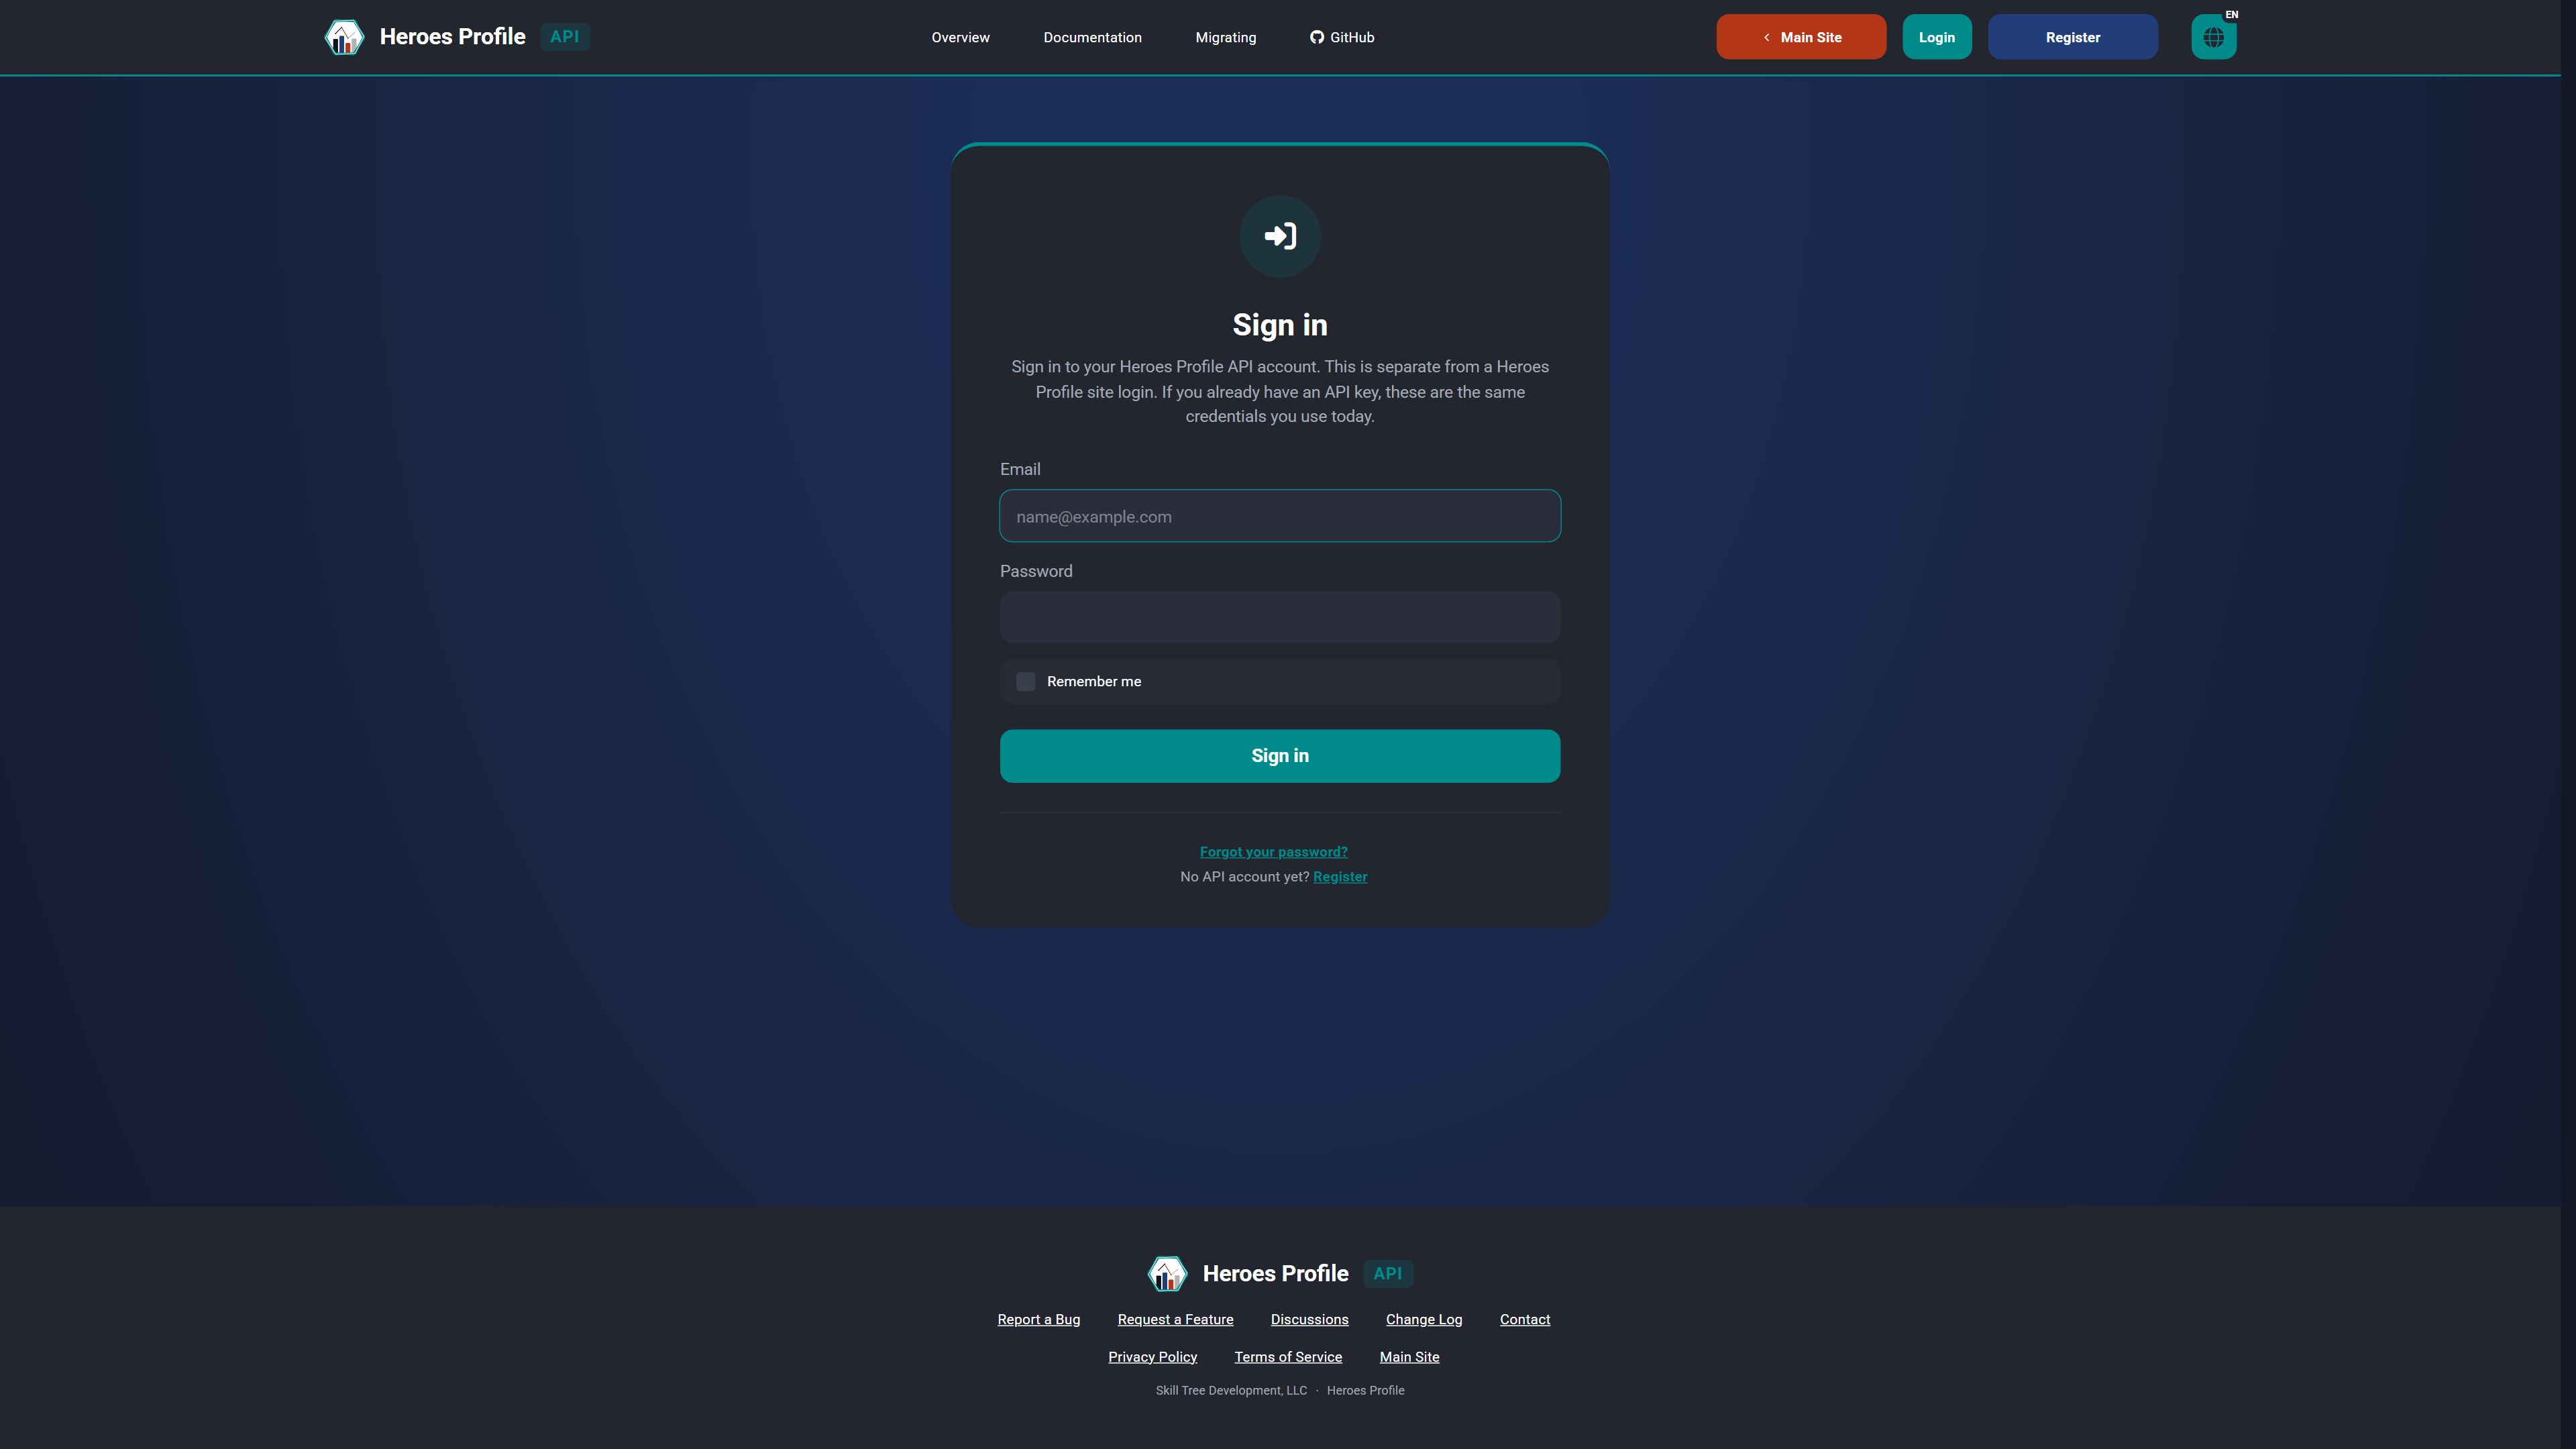 Heroes Profile API
Overview Documentation Migrating GitHub
Main Site Login Register EN
Sign in
Sign in to your Heroes Profile API account. This is separate from a Heroes
Profile site login. If you already have an API key, these are the same
credentials you use today.
Email
name@example.com
Password
Remember me
Sign in
Forgot your password?
No API account yet? Register
Heroes Profile API
Report a Bug Request a Feature Discussions Change Log Contact
Privacy Policy Terms of Service Main Site
Skill Tree Development, LLC · Heroes Profile